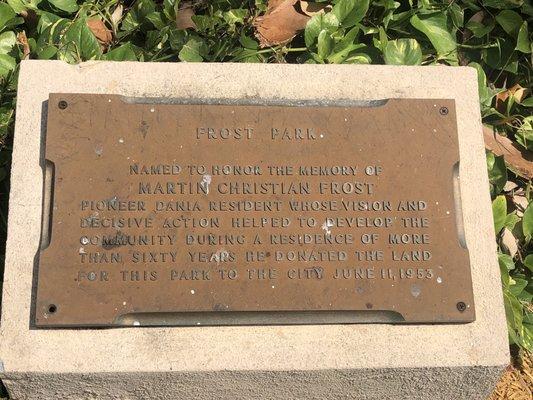 FROST PARK
NAMED TO HONOR THE MEMORY OF
MARTIN CHRISTIAN FROST
PIONEER DANIA RESIDENT WHOSE VISION AND
DECISIVE ACTION HELPED TO DEVELOP THE
COMMUNITY DURING A RESIDENCE OF MORE
THAN SIXTY YEARS HE DONATED THE LAND
FOR THIS PARK TO THE CITY JUNE 11, 1953